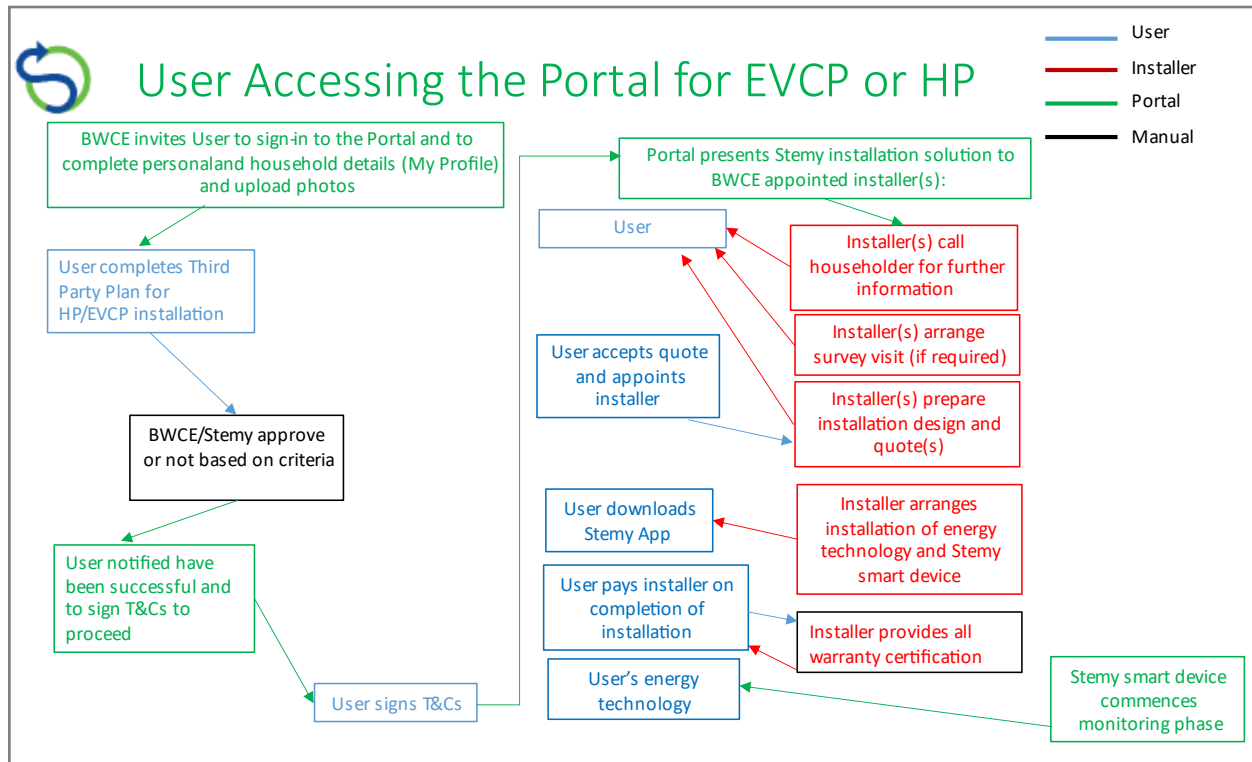 User Accessing the Portal for EVCP or HP
User
Installer
Portal
Manual
BWCE invites User to sign-in to the Portal and to
complete personaland household details (My Profile)
and upload photos
User completes Third
Party Plan for
HP/EVCP installation
BWCE/Stemy approve
or not based on criteria
User notified have
been successful and
to sign T&Cs to
proceed
User signs T&Cs
Portal presents Stemy installation solution to
BWCE appointed installer(s):
User
Installer(s) call
householder for further
information
Installer(s) arrange
survey visit (if required)
User accepts quote
and appoints
installer
Installer(s) prepare
installation design and
quote(s)
User downloads
Stemy App
Installer arranges
installation of energy
technology and Stemy
smart device
User pays installer on
completion of
installation
Installer provides all
warranty certification
User's energy
technology
Stemy smart device
commences
monitoring phase